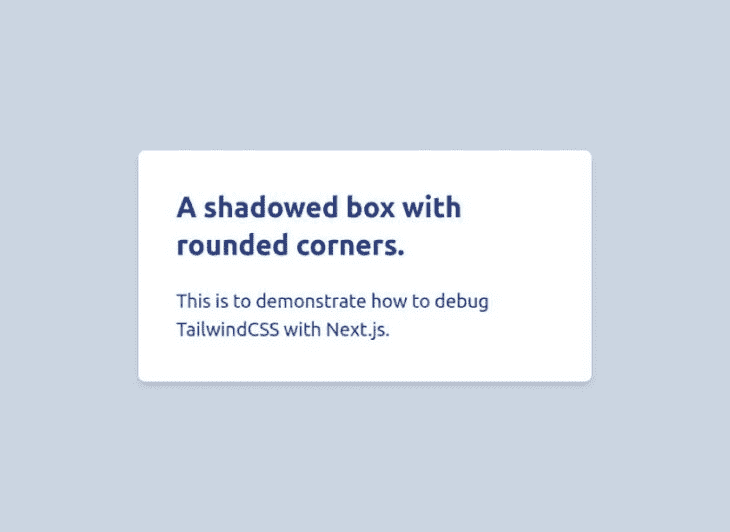 A shadowed box with
rounded corners.
This is to demonstrate how to debug
TailwindCSS with Next.js.